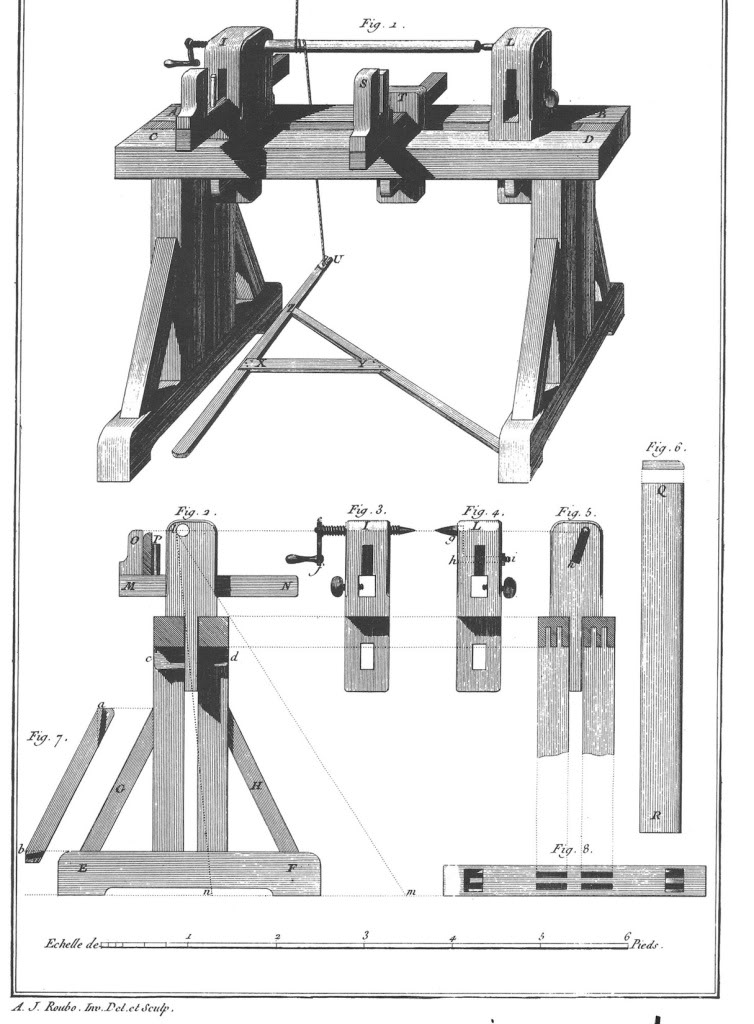 Fig. 1.
I
L
S
T
C
R
D
U
Z
X
Y
Fig. 6.
Q
Fig. 2.
Fig. 3.
Fig. 4.
Fig. 5.
O
P
I
L
g
h
i
f
M
N
c
d
a
Fig. 7.
G
H
b
R
E
F
Fig. 8.
n
m
Echelle de
1
2
3
4
5
6
Pieds.
A. J. Roubo. Inv. Del. et Sculp.